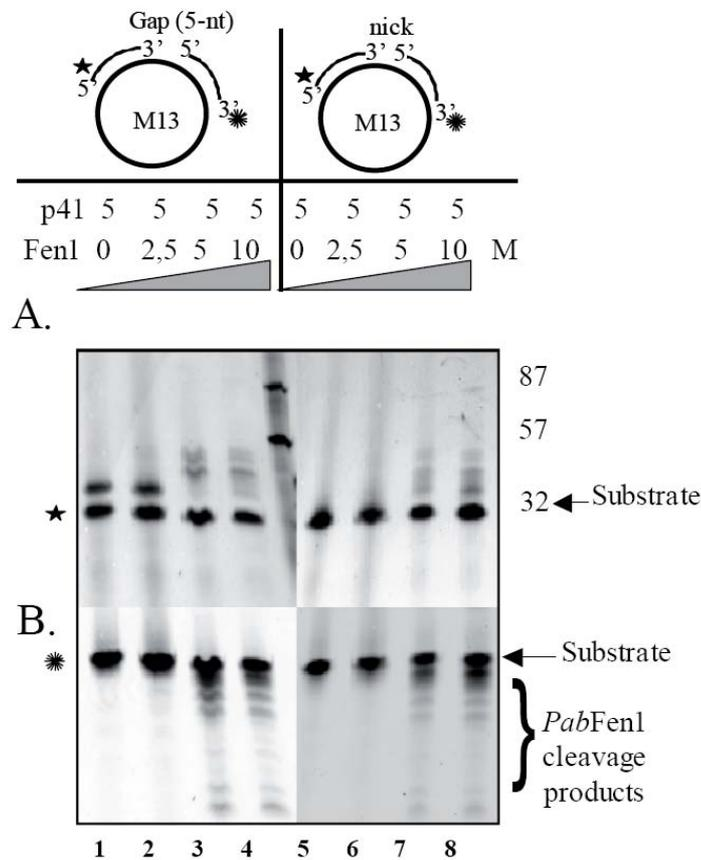 Gap (5-nt)
3’ 5’
5’
3’
M13
nick
3’ 5’
5’
3’
M13
p41 5 5 5 5 5 5 5 5
Fen1 0 2,5 5 10 0 2,5 5 10 M
A.
87
57
32 Substrate
B.
Substrate
PabFen1
cleavage
products
1 2 3 4 5 6 7 8